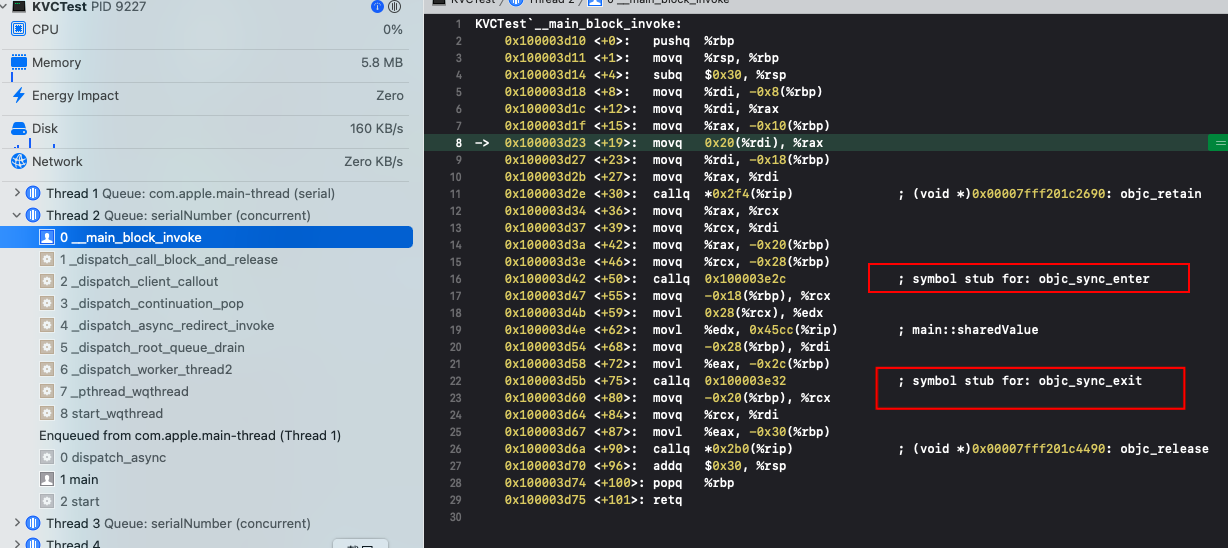 KVCTest PID 9227
CPU 0%
Memory 5.8 MB
Energy Impact Zero
Disk 160 KB/s
Network Zero KB/s
Thread 1 Queue: com.apple.main-thread (serial)
Thread 2 Queue: serialNumber (concurrent)
0 __main_block_invoke
1 _dispatch_call_block_and_release
2 _dispatch_client_callout
3 _dispatch_continuation_pop
4 _dispatch_async_redirect_invoke
5 _dispatch_root_queue_drain
6 _dispatch_worker_thread2
7 _pthread_wqthread
8 start_wqthread
Enqueued from com.apple.main-thread (Thread 1)
0 dispatch_async
1 main
2 start
Thread 3 Queue: serialNumber (concurrent)
Thread 4
KVCTest Thread 2 0 __main_block_invoke
1 KVCTest`__main_block_invoke:
2 0x100003d10 <+0>: pushq %rbp
3 0x100003d11 <+1>: movq %rsp, %rbp
4 0x100003d14 <+4>: subq $0x30, %rsp
5 0x100003d18 <+8>: movq %rdi, -0x8(%rbp)
6 0x100003d1c <+12>: movq %rdi, %rax
7 0x100003d1f <+15>: movq %rax, -0x10(%rbp)
8 -> 0x100003d23 <+19>: movq 0x20(%rdi), %rax
9 0x100003d27 <+23>: movq %rdi, -0x18(%rbp)
10 0x100003d2b <+27>: movq %rax, %rdi
11 0x100003d2e <+30>: callq *0x2f4(%rip) ; (void *)0x00007fff201c2690: objc_retain
12 0x100003d34 <+36>: movq %rax, %rcx
13 0x100003d37 <+39>: movq %rcx, %rdi
14 0x100003d3a <+42>: movq %rax, -0x20(%rbp)
15 0x100003d3e <+46>: movq %rcx, -0x28(%rbp)
16 0x100003d42 <+50>: callq 0x100003e2c ; symbol stub for: objc_sync_enter
17 0x100003d47 <+55>: movq -0x18(%rbp), %rcx
18 0x100003d4b <+59>: movl 0x28(%rcx), %edx
19 0x100003d4e <+62>: movl %edx, 0x45cc(%rip) ; main::sharedValue
20 0x100003d54 <+68>: movq -0x28(%rbp), %rdi
21 0x100003d58 <+72>: movl %eax, -0x2c(%rbp)
22 0x100003d5b <+75>: callq 0x100003e32 ; symbol stub for: objc_sync_exit
23 0x100003d60 <+80>: movq -0x20(%rbp), %rcx
24 0x100003d64 <+84>: movq %rcx, %rdi
25 0x100003d67 <+87>: movl %eax, -0x30(%rbp)
26 0x100003d6a <+90>: callq *0x2b0(%rip) ; (void *)0x00007fff201c4490: objc_release
27 0x100003d70 <+96>: addq $0x30, %rsp
28 0x100003d74 <+100>: popq %rbp
29 0x100003d75 <+101>: retq
30